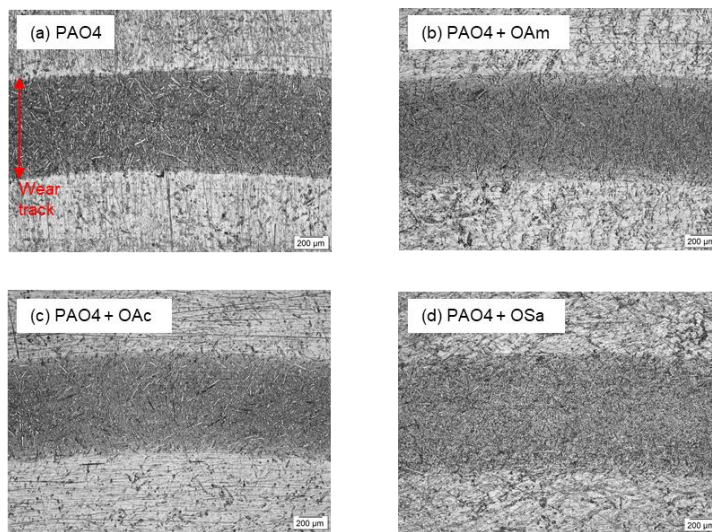 (a) PAO4
(b) PAO4 + OAm
Wear
track
200 µm
200 µm
(c) PAO4 + OAc
(d) PAO4 + OSa
200 µm
200 µm